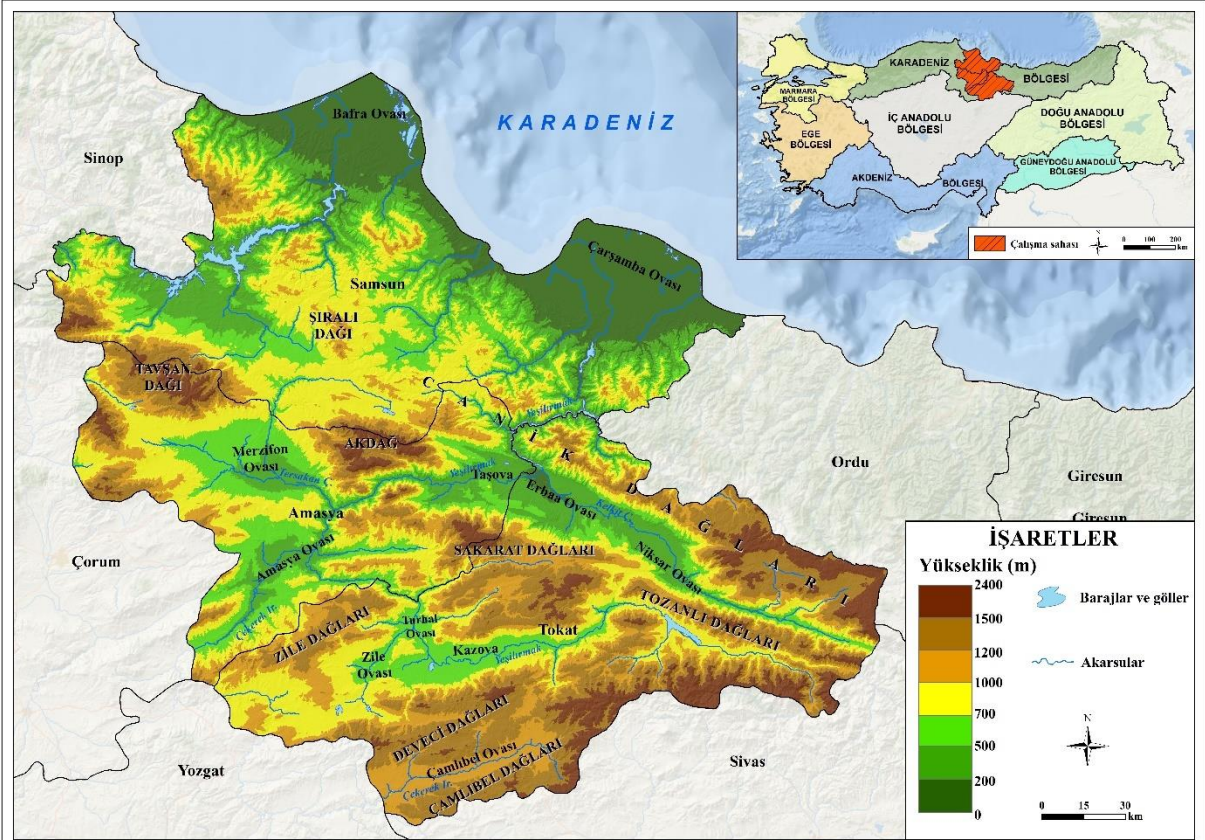 Bafra Ovası
KARADENİZ
Sinop
Çarşamba Ovası
Samsun
ŞIRALI
DAĞI
TAVŞAN
DAĞI
CANİK DAĞLARI
Yeşilırmak
AKDAĞ
Merzifon
Ovası
Tersakan Ç.
Yeşilırmak
Taşova
Erbaa Ovası
Kelkit Ç.
Ordu
Giresun
Giresun
Amasya
Amasya Ovası
SAKARAT DAĞLARI
Niksar Ovası
Çorum
Çekerek Ir.
ZİLE DAĞLARI
Turhal
Ovası
Tokat
TOZANLI DAĞLARI
Zile
Ovası
Kazova
Yeşilırmak
DEVECİ DAĞLARI
Çamlıbel Ovası
Çekerek Ir.
ÇAMLIBEL DAĞLARI
Yozgat
Sivas
KARADENİZ
BÖLGESİ
MARMARA
BÖLGESİ
EGE
BÖLGESİ
İÇ ANADOLU
BÖLGESİ
DOĞU ANADOLU
BÖLGESİ
GÜNEYDOĞU ANADOLU
BÖLGESİ
AKDENİZ
BÖLGESİ
Çalışma sahası
N
0 100 200
km
İŞARETLER
Yükseklik (m)
2400
1500
1200
1000
700
500
200
0
Barajlar ve göller
Akarsular
N
0 15 30
km